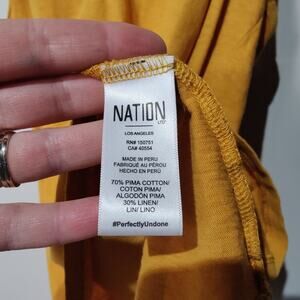 NATION
LTD
LOS ANGELES
RN# 150751
CA# 40554
MADE IN PERU
FABRIQUÉ AU PÉROU
HECHO EN PERÚ
70% PIMA COTTON/
COTON PIMA/
ALGODÓN PIMA
30% LINEN/
LIN/ LINO
#PerfectlyUndone